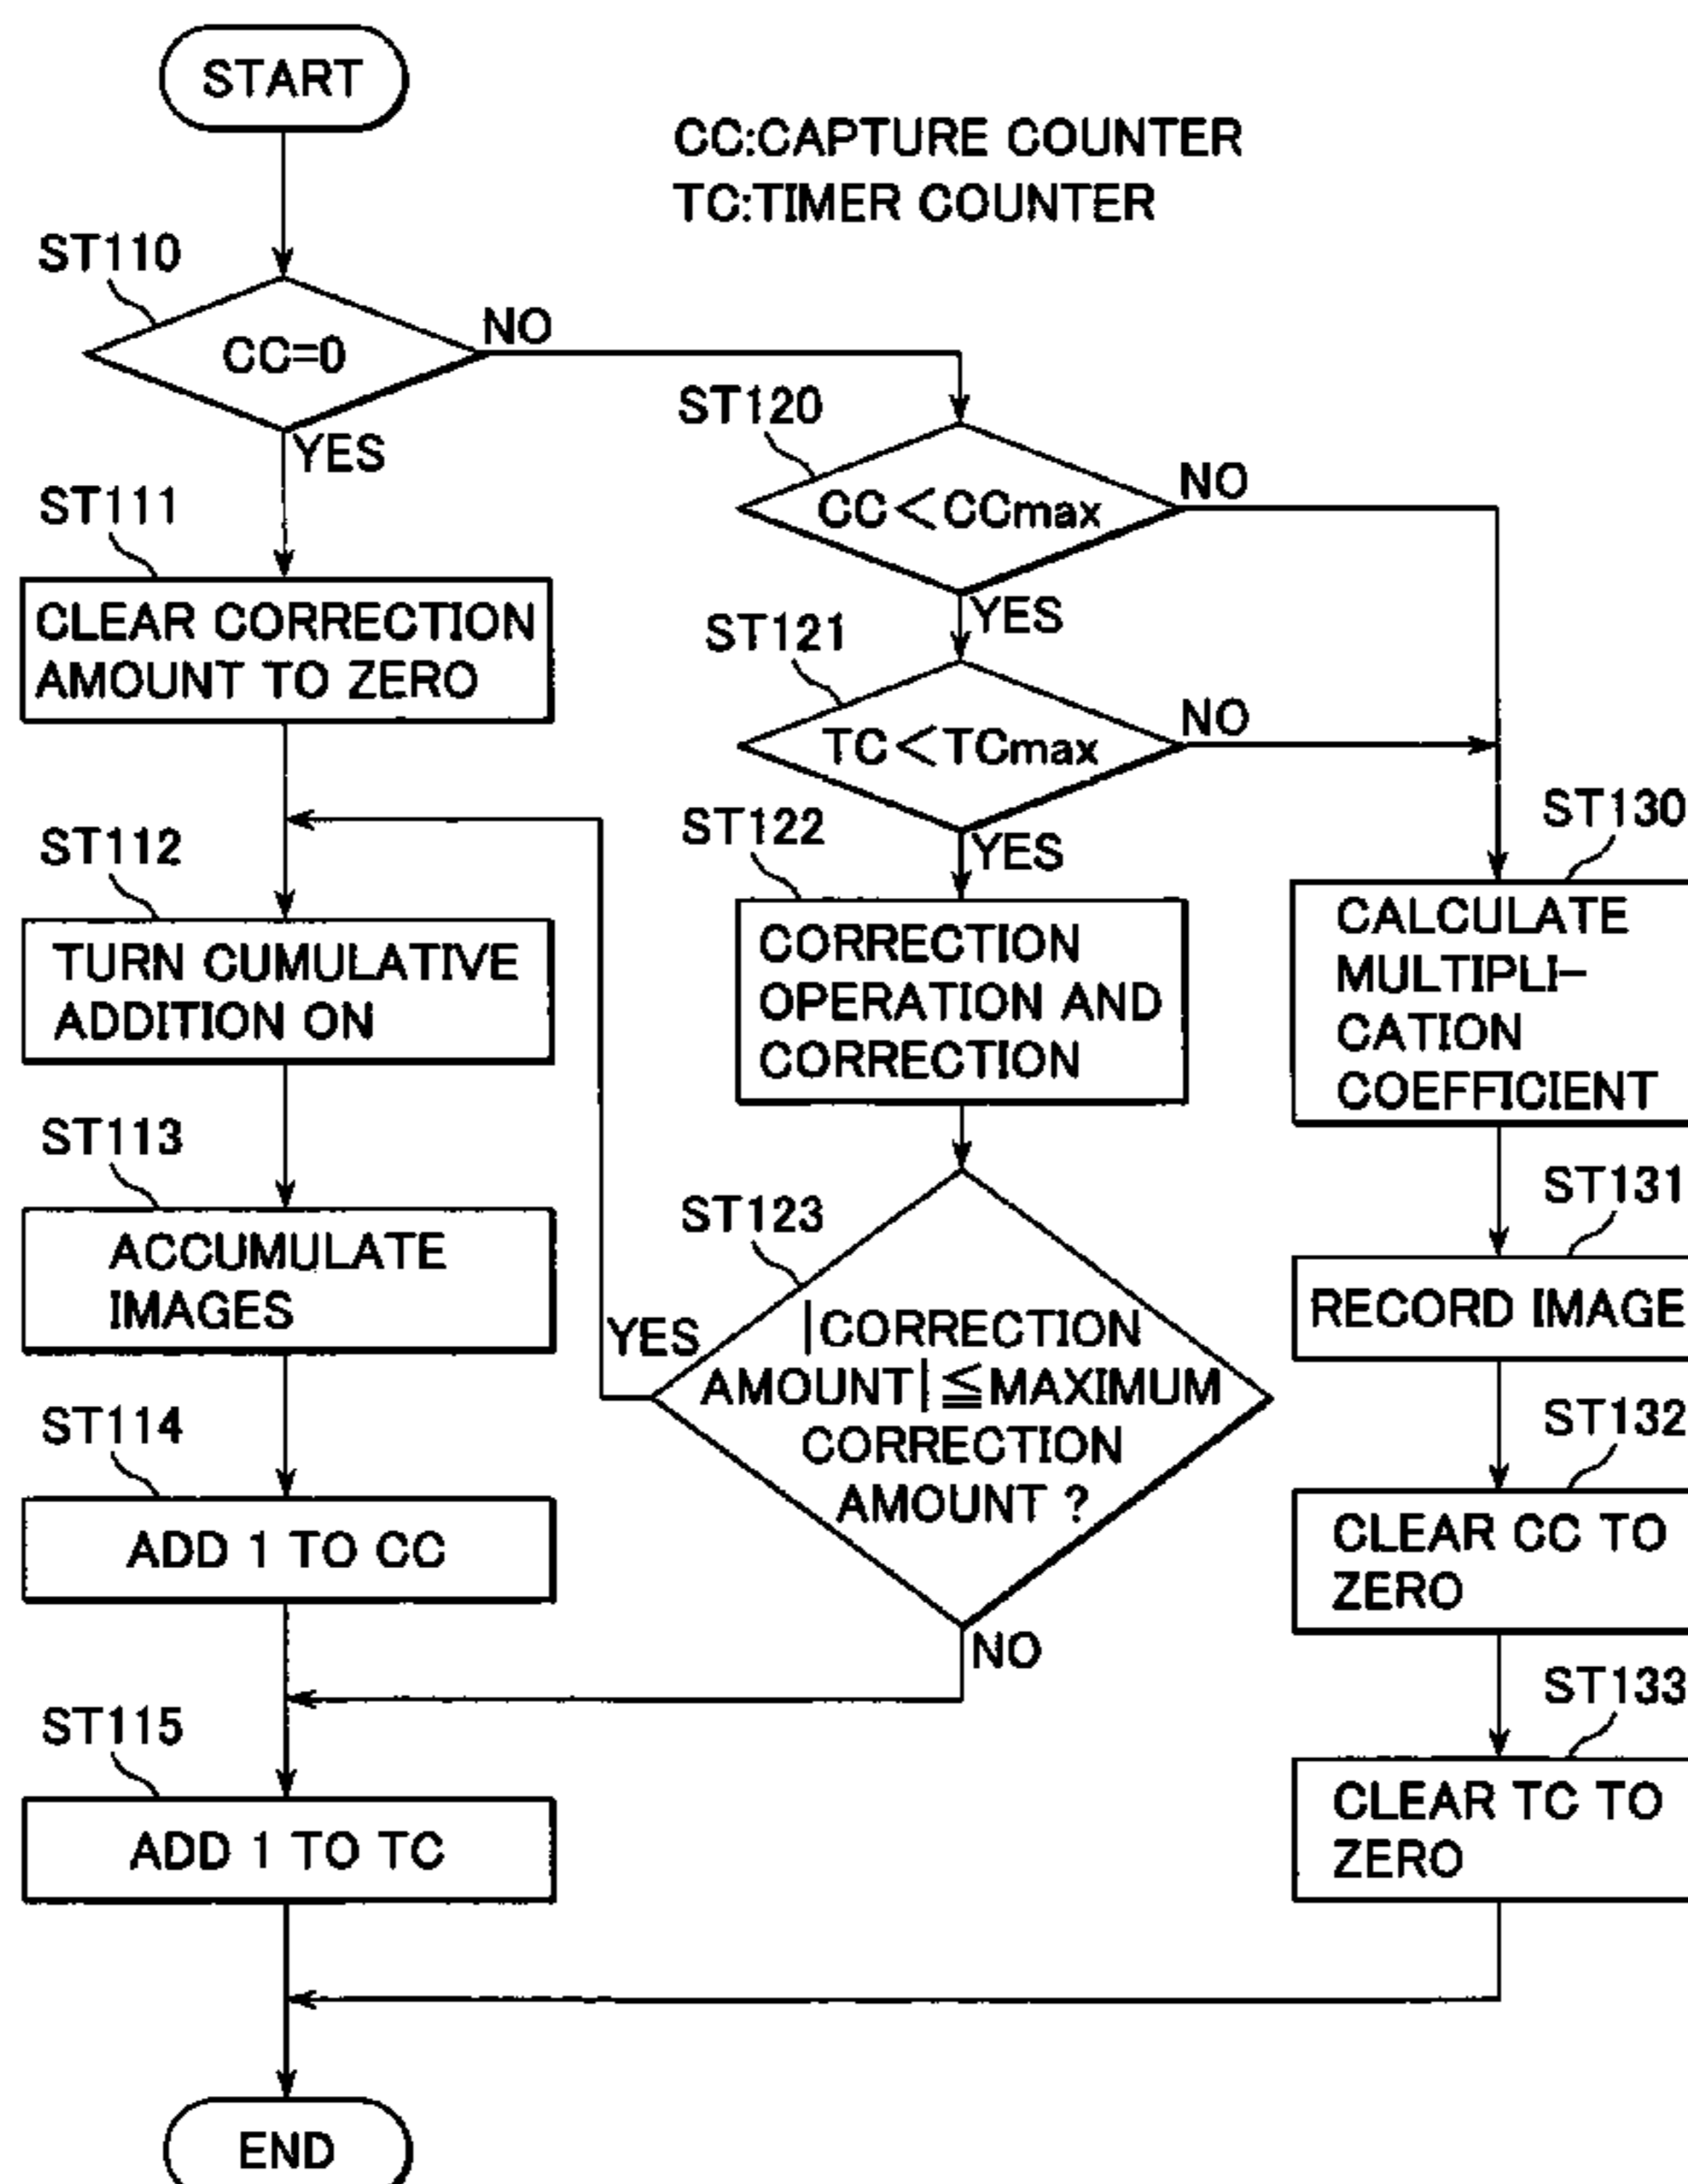 START
CC:CAPTURE COUNTER
TC:TIMER COUNTER
ST110
CC=0
NO
YES
ST111
CLEAR CORRECTION
AMOUNT TO ZERO
ST112
TURN CUMULATIVE
ADDITION ON
ST113
ACCUMULATE
IMAGES
ST114
ADD 1 TO CC
ST115
ADD 1 TO TC
END
ST120
CC<CCmax
NO
YES
ST121
TC<TCmax
NO
YES
ST122
CORRECTION
OPERATION AND
CORRECTION
ST123
|CORRECTION
AMOUNT|≦MAXIMUM
CORRECTION
AMOUNT ?
YES
NO
ST130
CALCULATE
MULTIPLI-
CATION
COEFFICIENT
ST131
RECORD IMAGE
ST132
CLEAR CC TO
ZERO
ST133
CLEAR TC TO
ZERO